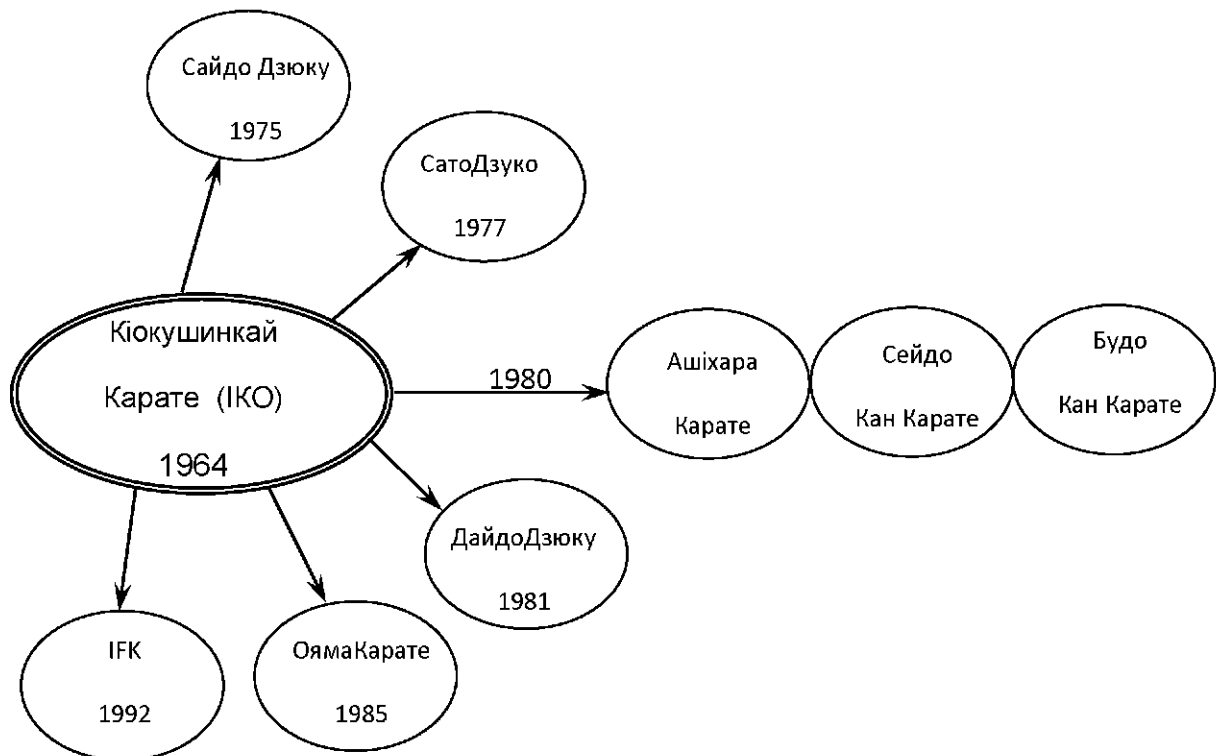 Сайдо Дзюку
1975
СатоДзуко
1977
Кіокушинкай
Карате (ІКО)
1964
1980
Ашіхара
Карате
Сейдо
Кан Карате
Будо
Кан Карате
ДайдоДзюку
1981
ОямаКарате
1985
IFK
1992